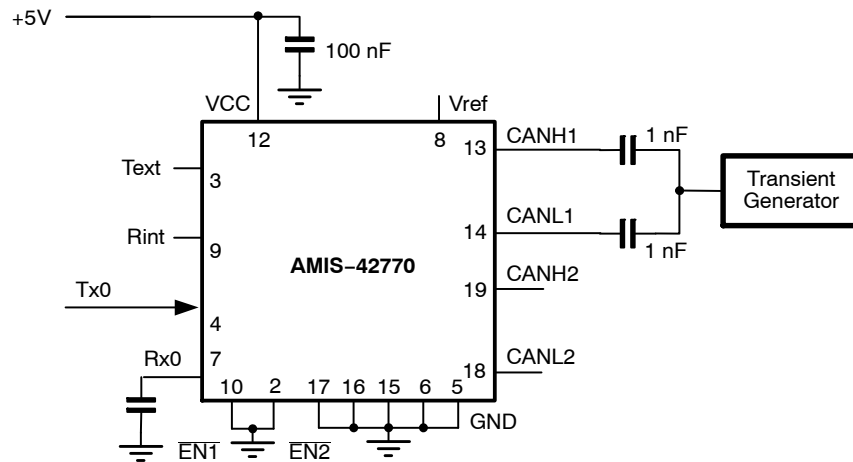 +5V
100 nF
VCC
Vref
12
8
13
CANH1
1 nF
Text
3
Transient
Generator
Rint
9
14
CANL1
1 nF
AMIS−42770
19
CANH2
Tx0
4
Rx0
7
18
CANL2
10
2
17
16
15
6
5
GND
EN1
EN2